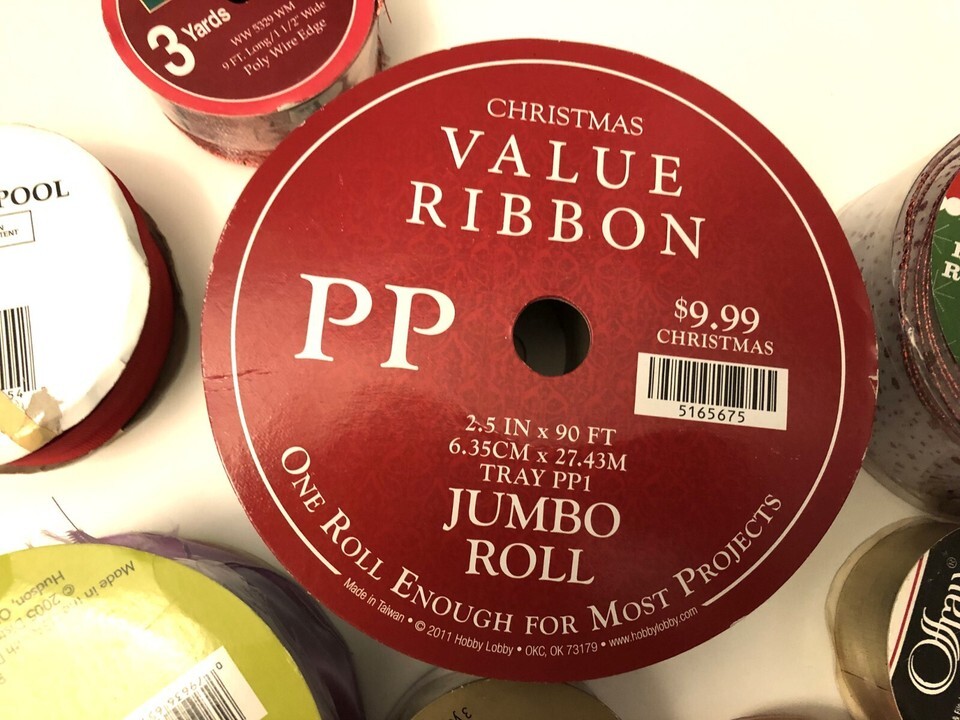 3 Yards
WW 5329 WM
9 FT. Long/1 1/2" Wide
Poly Wire Edge
POOL
CHRISTMAS
VALUE
RIBBON
PP
$9.99
CHRISTMAS
5165675
2.5 IN x 90 FT
6.35CM x 27.43M
TRAY PP1
JUMBO
ROLL
ONE ROLL ENOUGH FOR MOST PROJECTS
Made in Taiwan • © 2011 Hobby Lobby • OKC, OK 73179 • www.hobbylobby.com
Made in
Hudson, O
Offray
®